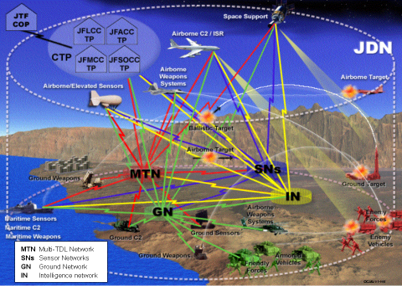 JTF
COP
CTP
JFLCC
TP
JFACC
TP
JFMCC
TP
JFSOCC
TP
Space Support
JDN
Airborne C2 / ISR
Airborne
Weapons
Systems
Airborne Target
Airborne/Elevated Sensors
Ballistic Target
Airborne Target
Ground Weapons
MTN
SNs
IN
GN
Ground Target
Maritime Sensors
Maritime C2
Maritime Weapons
Ground C2
Ground Sensors
Airborne
Weapons
Systems
Enemy
Forces
Enemy
Vehicles
Ground Weapons
Friendly
Forces
Armored
Vehicles
MTN Multi-TDL Network
SNs Sensor Networks
GN Ground Network
IN Intelligence network